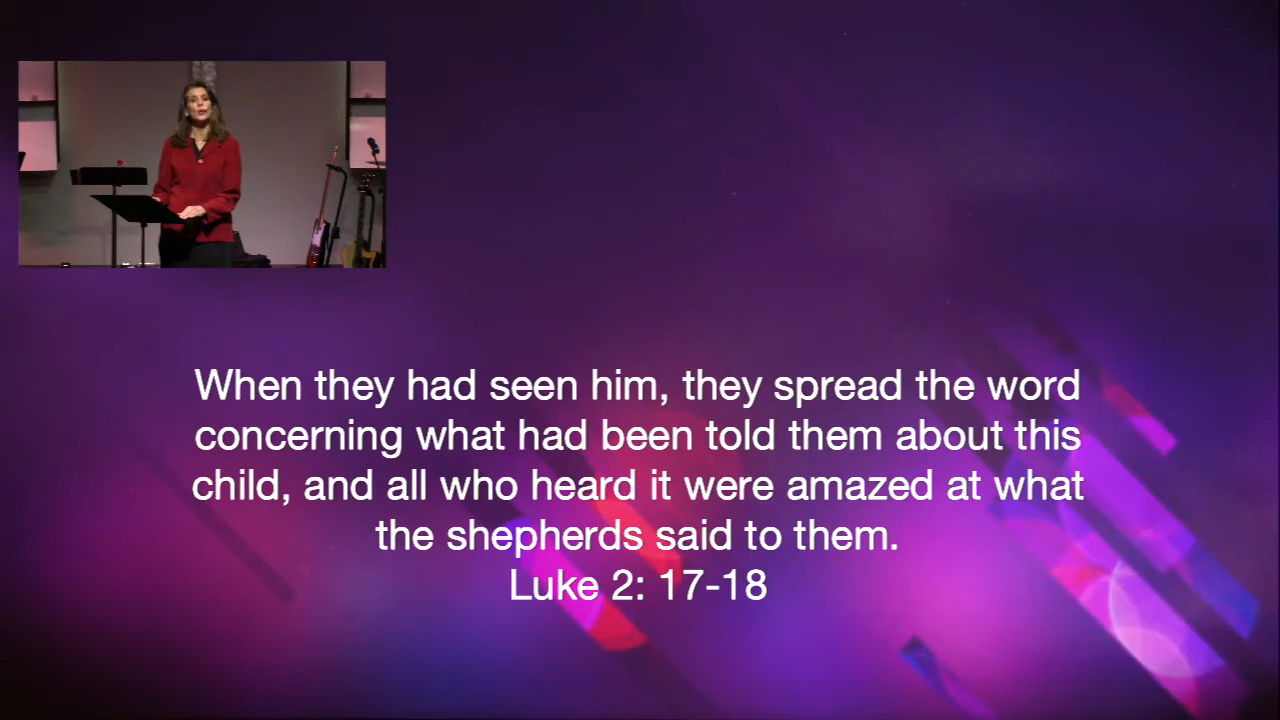 When they had seen him, they spread the word
concerning what had been told them about this
child, and all who heard it were amazed at what
the shepherds said to them.
Luke 2: 17-18